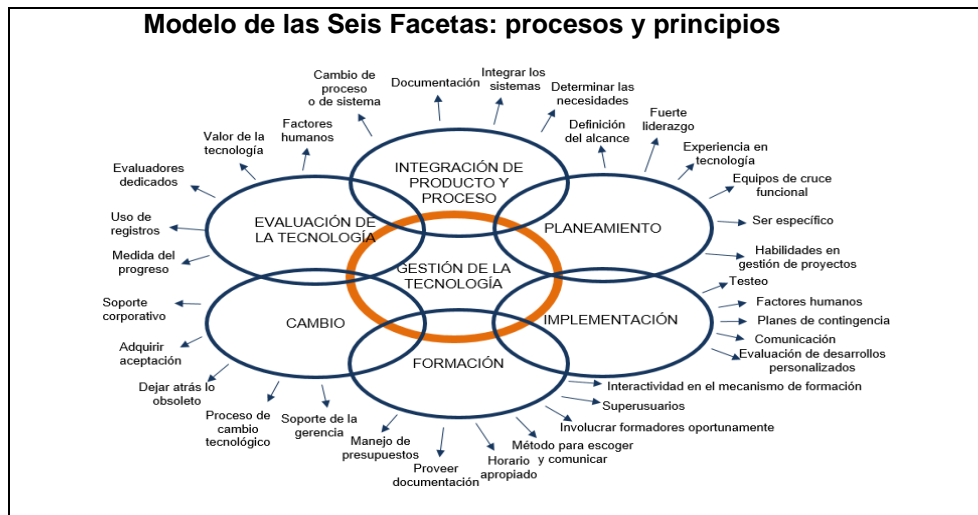 Modelo de las Seis Facetas: procesos y principios
Cambio de
proceso
o de sistema
Documentación
Integrar los
sistemas
Determinar las
necesidades
Factores
humanos
Valor de la
tecnología
Evaluadores
dedicados
Uso de
registros
Medida del
progreso
Definición
del alcance
Fuerte
liderazgo
Experiencia en
tecnología
Equipos de cruce
funcional
Ser específico
Habilidades en
gestión de proyectos
INTEGRACIÓN DE
PRODUCTO Y
PROCESO
EVALUACIÓN DE
LA TECNOLOGÍA
PLANEAMIENTO
GESTIÓN DE LA
TECNOLOGÍA
CAMBIO
IMPLEMENTACIÓN
FORMACIÓN
Testeo
Factores humanos
Planes de contingencia
Comunicación
Evaluación de desarrollos
personalizados
Soporte
corporativo
Adquirir
aceptación
Dejar atrás lo
obsoleto
Proceso de
cambio
tecnológico
Soporte de la
gerencia
Interactividad en el mecanismo de formación
Superusuarios
Involucrar formadores oportunamente
Método para escoger
y comunicar
Horario
apropiado
Proveer
documentación
Manejo de
presupuestos